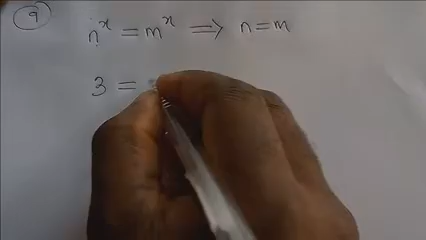 9 n^x = m^x ⟹ n = m
3 =